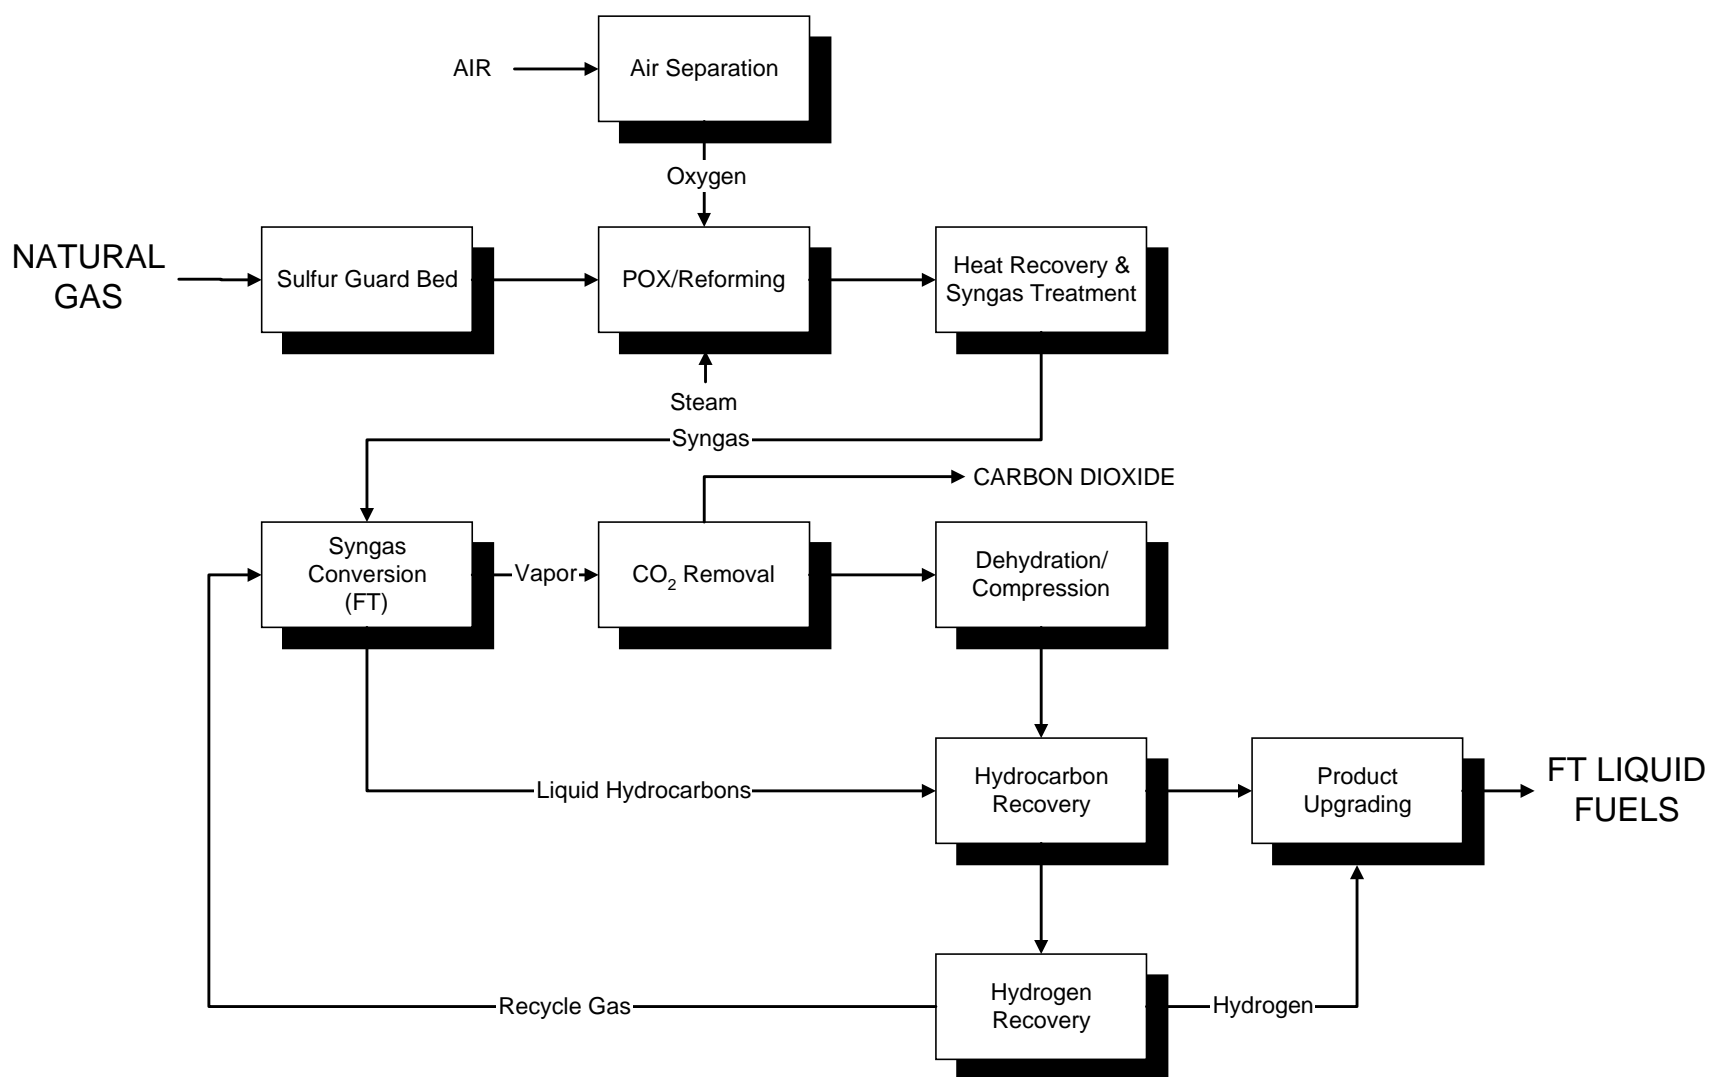 AIR
Air Separation
Oxygen
NATURAL
GAS
Sulfur Guard Bed
POX/Reforming
Heat Recovery &
Syngas Treatment
Steam
Syngas
CARBON DIOXIDE
Syngas
Conversion
(FT)
Vapor
CO₂ Removal
Dehydration/
Compression
Liquid Hydrocarbons
Hydrocarbon
Recovery
Product
Upgrading
FT LIQUID
FUELS
Recycle Gas
Hydrogen
Recovery
Hydrogen